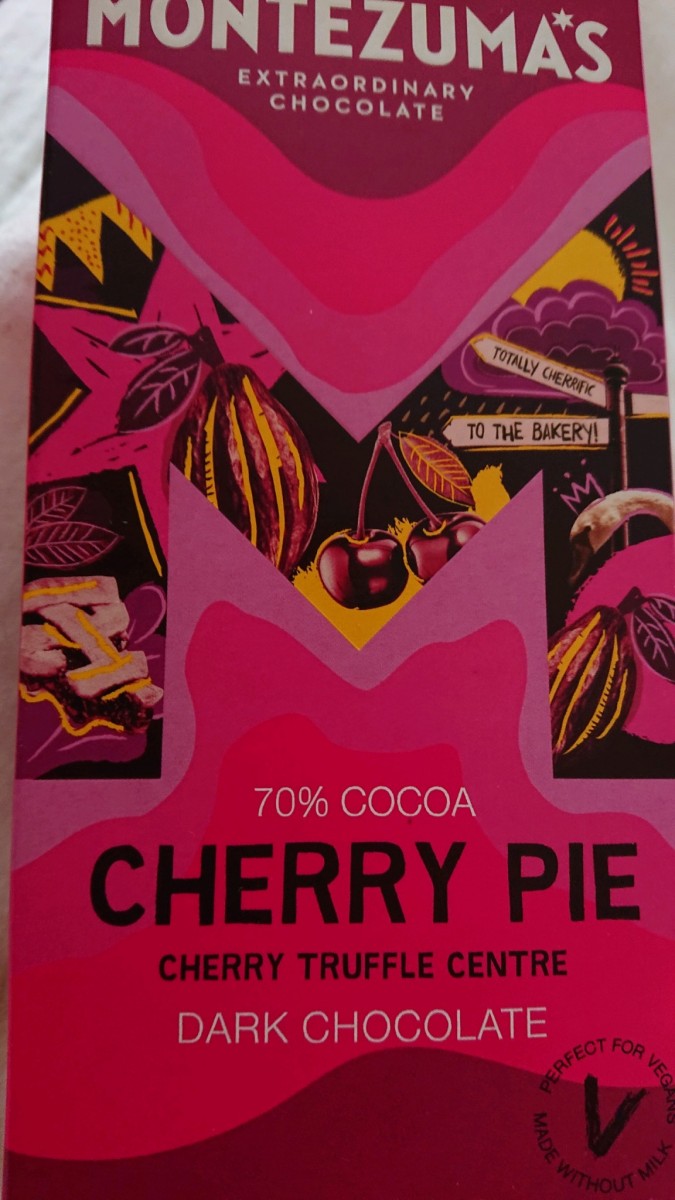 MONTEZUMA'S
EXTRAORDINARY
CHOCOLATE
TOTALLY CHERRIFIC
TO THE BAKERY!
70% COCOA
CHERRY PIE
CHERRY TRUFFLE CENTRE
DARK CHOCOLATE
PERFECT FOR VEGANS
V
MADE WITHOUT MILK